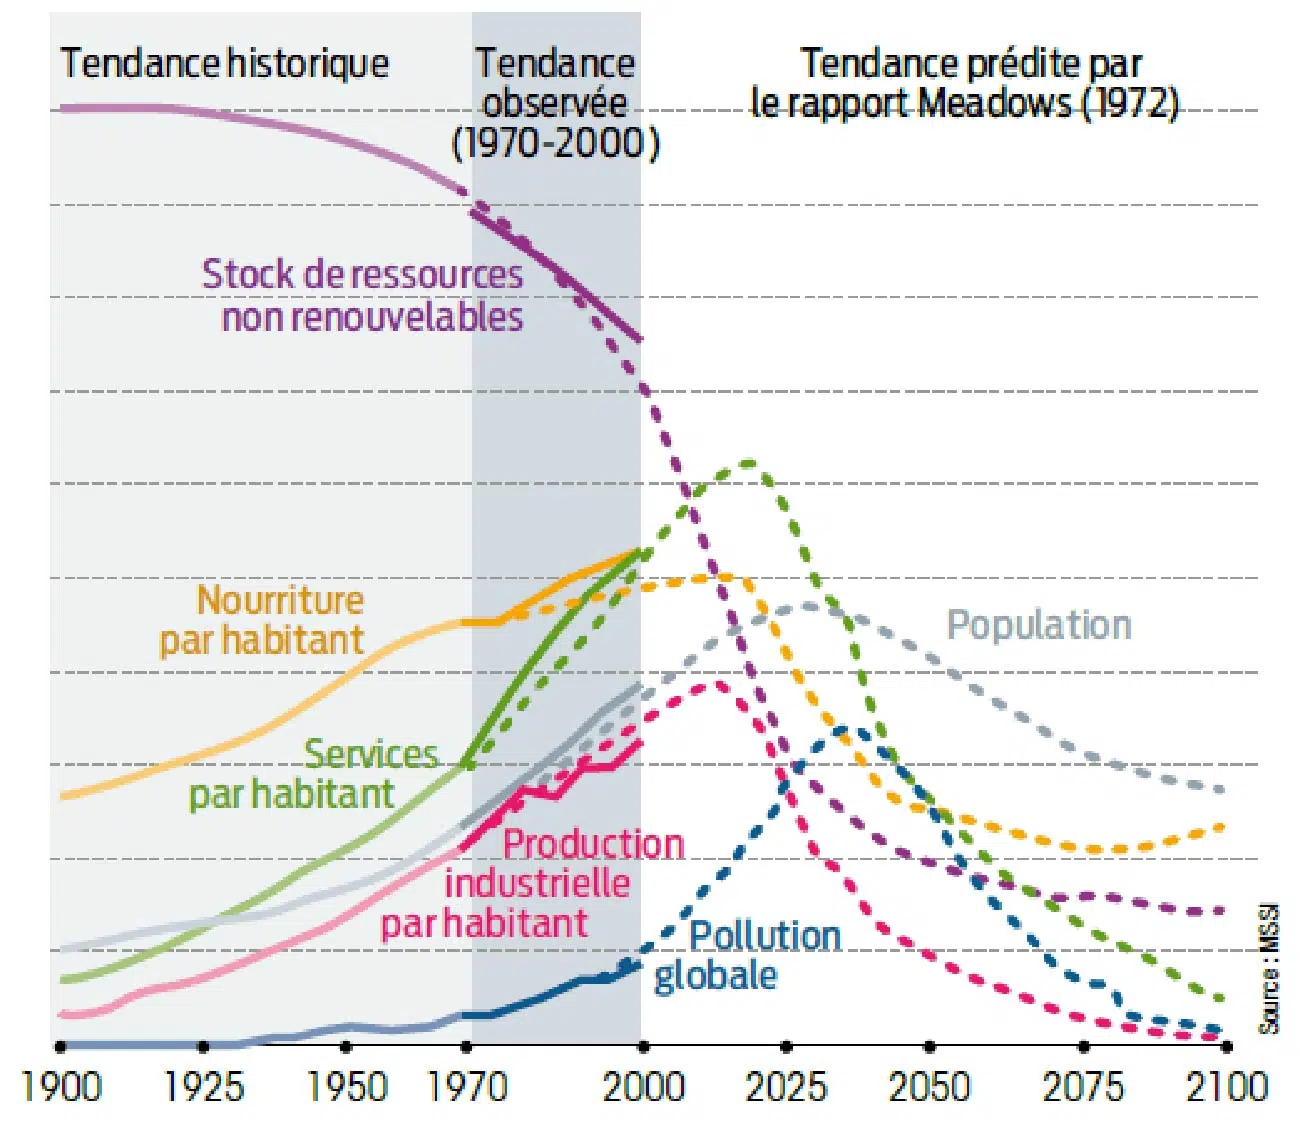 Tendance historique
Tendance
observée
(1970-2000)
Tendance prédite par
le rapport Meadows (1972)
Stock de ressources
non renouvelables
Nourriture
par habitant
Population
Services
par habitant
Production
industrielle
par habitant
Pollution
globale
Source : MSSI
1900 1925 1950 1970 2000 2025 2050 2075 2100